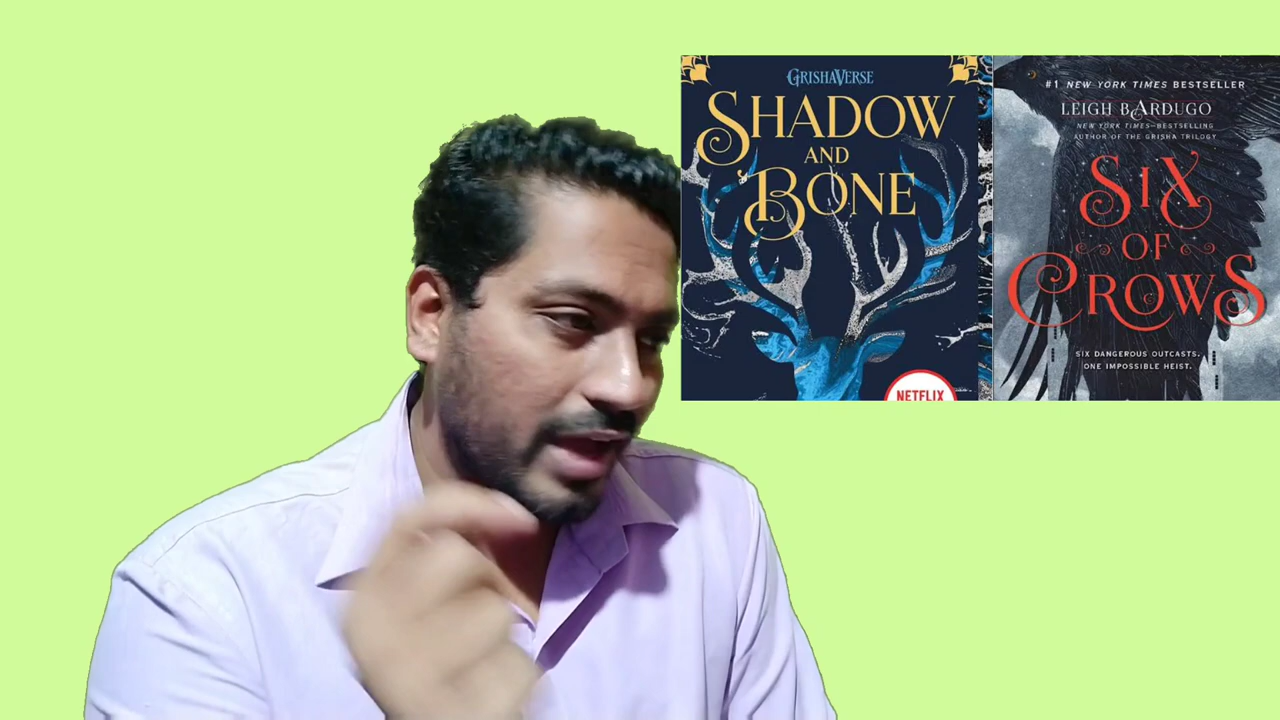 GRISHAVERSE
SHADOW
AND
BONE
NETFLIX
#1 NEW YORK TIMES BESTSELLER
LEIGH BARDUGO
NEW YORK TIMES-BESTSELLING
AUTHOR OF THE GRISHA TRILOGY
SIX
OF
CROWS
SIX DANGEROUS OUTCASTS.
ONE IMPOSSIBLE HEIST.